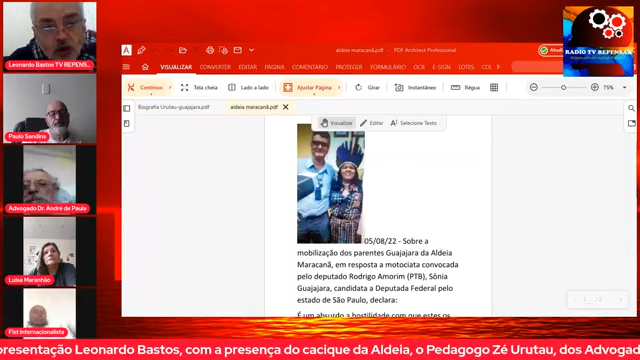 Leonardo Bastos TV REPENS
Paulo Sandins
Advogado Dr. André de Paula
Luisa Maranhão
Fist Internacionalista
aldeia maracanã.pdf - PDF Architect Professional
VISUALIZAR CONVERTER EDITAR PÁGINA COMENTÁRIO PROTEGER FORMULÁRIO OCR E-SIGN LOTES
Contínuo Tela cheia Lado a lado Ajustar Página Girar Instantâneo Régua 75%
RADIO TV REPENSAR
Biografia Urutau-guajajara.pdf aldeia maracanã.pdf
Visualizar Editar Selecione Texto
05/08/22 - Sobre a
mobilização dos parentes Guajajara da Aldeia
Maracanã, em resposta a motociata convocada
pelo deputado Rodrigo Amorim (PTB), Sônia
Guajajara, candidata a Deputada Federal pelo
estado de São Paulo, declara:
É um absurdo a hostilidade com que estes os
presentação Leonardo Bastos, com a presença do cacique da Aldeia, o Pedagogo Zé Urutau, dos Advogad